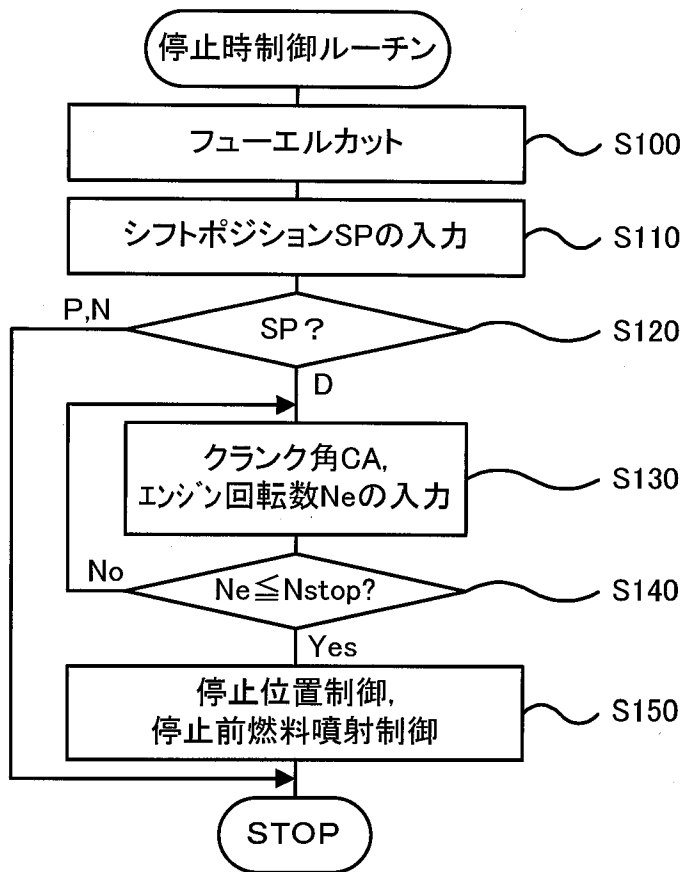 停止時制御ルーチン
フューエルカット
S100
シフトポジションSPの入力
S110
P,N
SP?
S120
D
クランク角CA,
エンジン回転数Neの入力
S130
No
Ne≦Nstop?
S140
Yes
停止位置制御,
停止前燃料噴射制御
S150
STOP